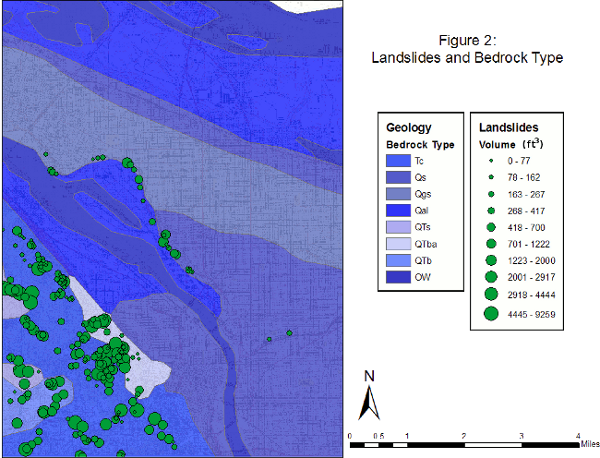 Figure 2:
Landslides and Bedrock Type
Geology
Bedrock Type
Tc
Qs
Qgs
Qal
QTs
QTba
QTb
OW
Landslides
Volume (ft3)
0 - 77
78 - 162
163 - 267
268 - 417
418 - 700
701 - 1222
1223 - 2000
2001 - 2917
2918 - 4444
4445 - 9259
N
0 0.5 1 2 3 4
Miles